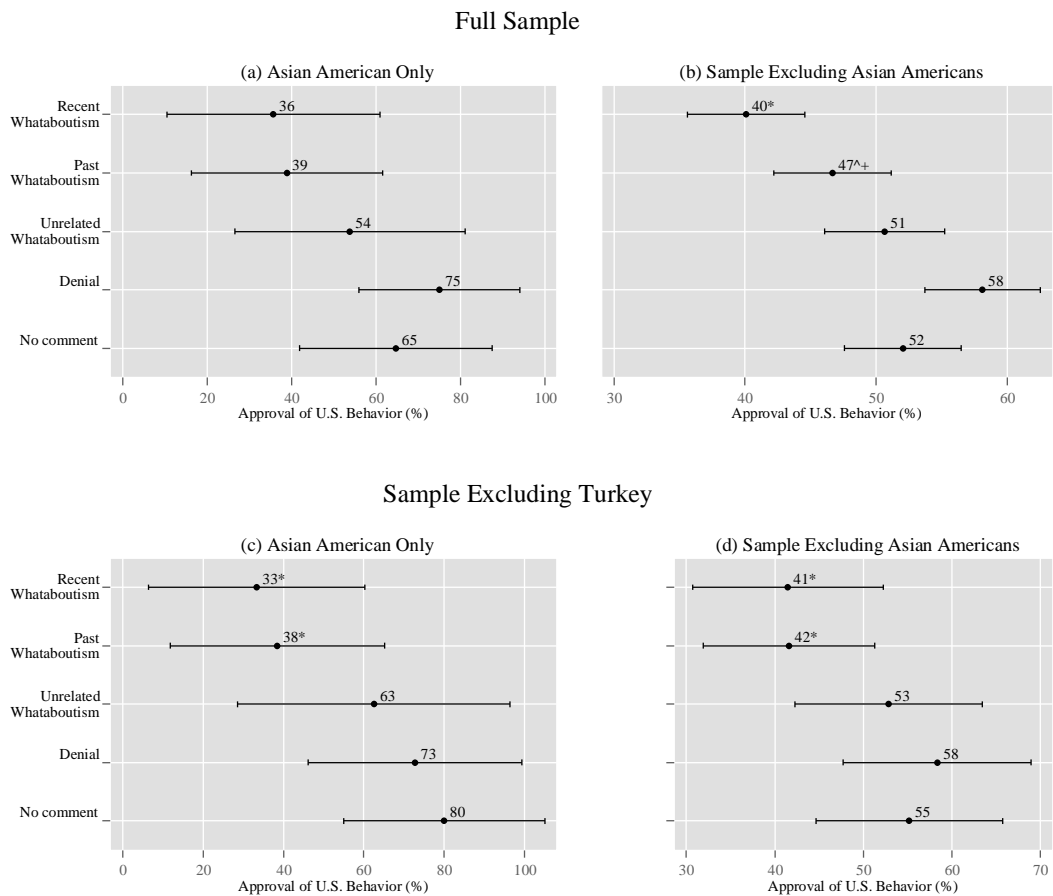 Full Sample
(a) Asian American Only
Recent
Whataboutism
36
Past
Whataboutism
39
Unrelated
Whataboutism
54
Denial
75
No comment
65
0 20 40 60 80 100
Approval of U.S. Behavior (%)
(b) Sample Excluding Asian Americans
40*
47^+
51
58
52
30 40 50 60
Approval of U.S. Behavior (%)
Sample Excluding Turkey
(c) Asian American Only
Recent
Whataboutism
33*
Past
Whataboutism
38*
Unrelated
Whataboutism
63
Denial
73
No comment
80
0 20 40 60 80 100
Approval of U.S. Behavior (%)
(d) Sample Excluding Asian Americans
41*
42*
53
58
55
30 40 50 60 70
Approval of U.S. Behavior (%)